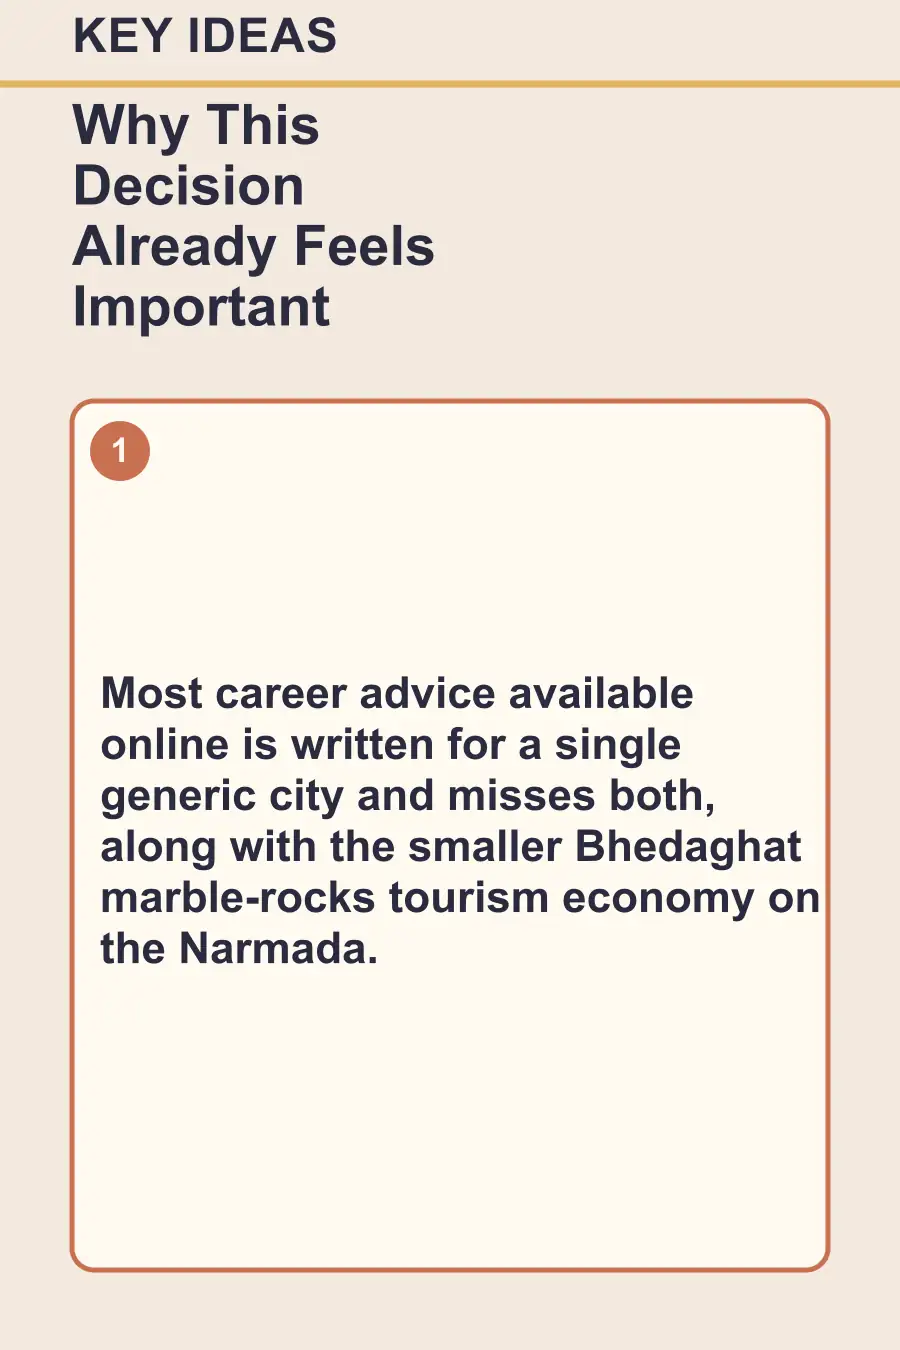 KEY IDEAS
Why This
Decision
Already Feels
Important
1
Most career advice available
online is written for a single
generic city and misses both,
along with the smaller Bhedaghat
marble-rocks tourism economy on
the Narmada.